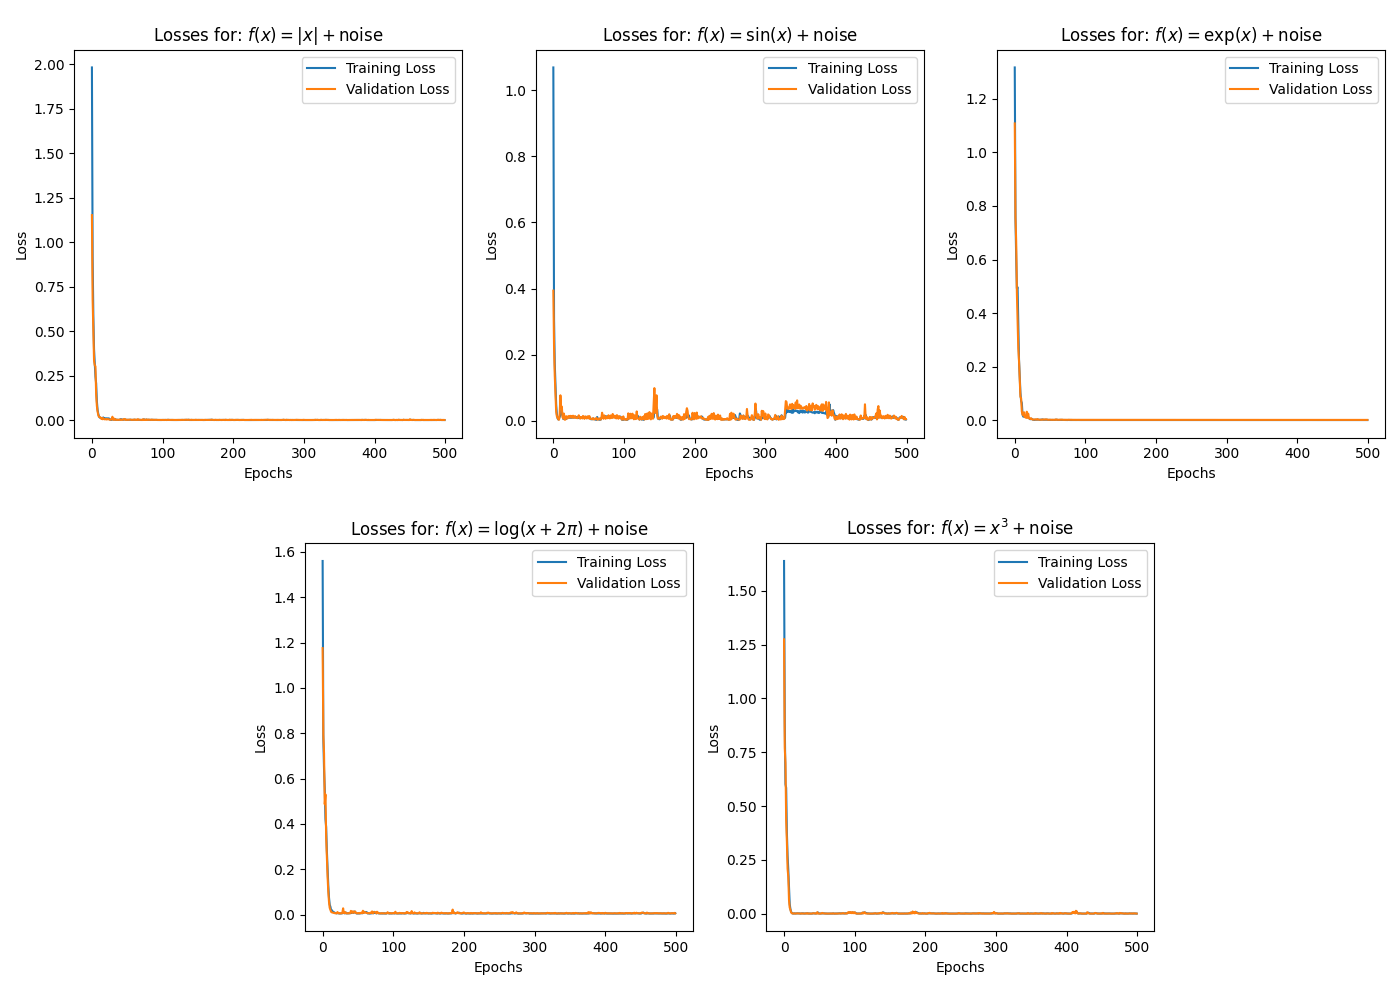 Losses for: f(x) = |x| + noise
Training Loss
Validation Loss
2.00
1.75
1.50
1.25
1.00
0.75
0.50
0.25
0.00
Loss
0 100 200 300 400 500
Epochs
Losses for: f(x) = sin(x) + noise
Training Loss
Validation Loss
1.0
0.8
0.6
0.4
0.2
0.0
Loss
0 100 200 300 400 500
Epochs
Losses for: f(x) = exp(x) + noise
Training Loss
Validation Loss
1.2
1.0
0.8
0.6
0.4
0.2
0.0
Loss
0 100 200 300 400 500
Epochs
Losses for: f(x) = log(x + 2π) + noise
Training Loss
Validation Loss
1.6
1.4
1.2
1.0
0.8
0.6
0.4
0.2
0.0
Loss
0 100 200 300 400 500
Epochs
Losses for: f(x) = x³ + noise
Training Loss
Validation Loss
1.50
1.25
1.00
0.75
0.50
0.25
0.00
Loss
0 100 200 300 400 500
Epochs